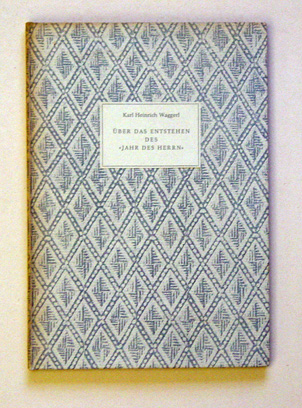 Karl Heinrich Waggerl
ÜBER DAS ENTSTEHEN
DES
»JAHR DES HERRN«